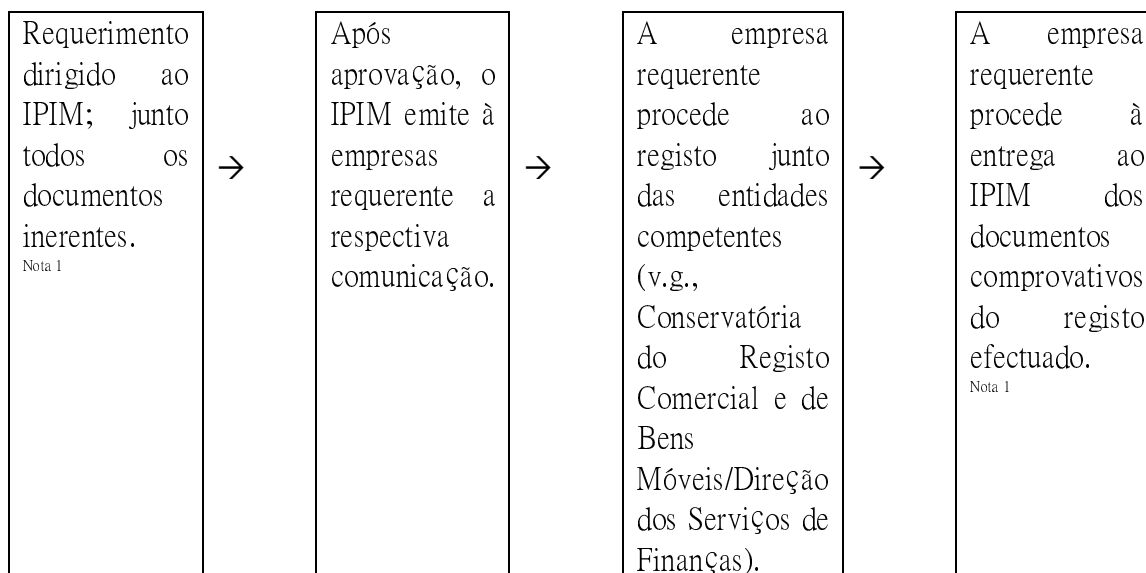 Requerimento
dirigido ao
IPIM; junto
todos os
documentos
inerentes.
Nota 1
→
Após
aprovação, o
IPIM emite à
empresas
requerente a
respectiva
comunicação.
→
A empresa
requerente
procede ao
registo junto
das entidades
competentes
(v.g.,
Conservatória
do Registo
Comercial e de
Bens
Móveis/Direção
dos Serviços de
Finanças).
→
A empresa
requerente
procede à
entrega ao
IPIM dos
documentos
comprovativos
do registo
efectuado.
Nota 1